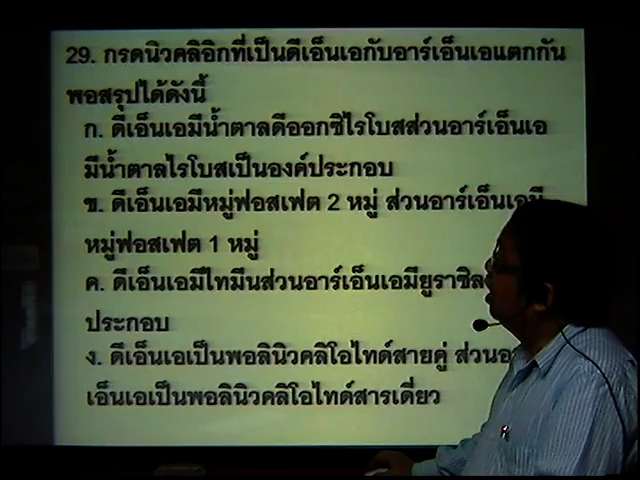 29. กรดนิวคลิอิกที่เป็นดีเอ็นเอกับอาร์เอ็นเอแตกกัน
พอสรุปได้ดังนี้
ก. ดีเอ็นเอมีน้ำตาลดีออกซิไรโบสส่วนอาร์เอ็นเอ
มีน้ำตาลไรโบสเป็นองค์ประกอบ
ข. ดีเอ็นเอมีหมู่ฟอสเฟต 2 หมู่ ส่วนอาร์เอ็นเอมี
หมู่ฟอสเฟต 1 หมู่
ค. ดีเอ็นเอมีไทมีนส่วนอาร์เอ็นเอมียูราซิล
ประกอบ
ง. ดีเอ็นเอเป็นพอลินิวคลิโอไทด์สายคู่ ส่วน
เอ็นเอเป็นพอลินิวคลิโอไทด์สารเดี่ยว